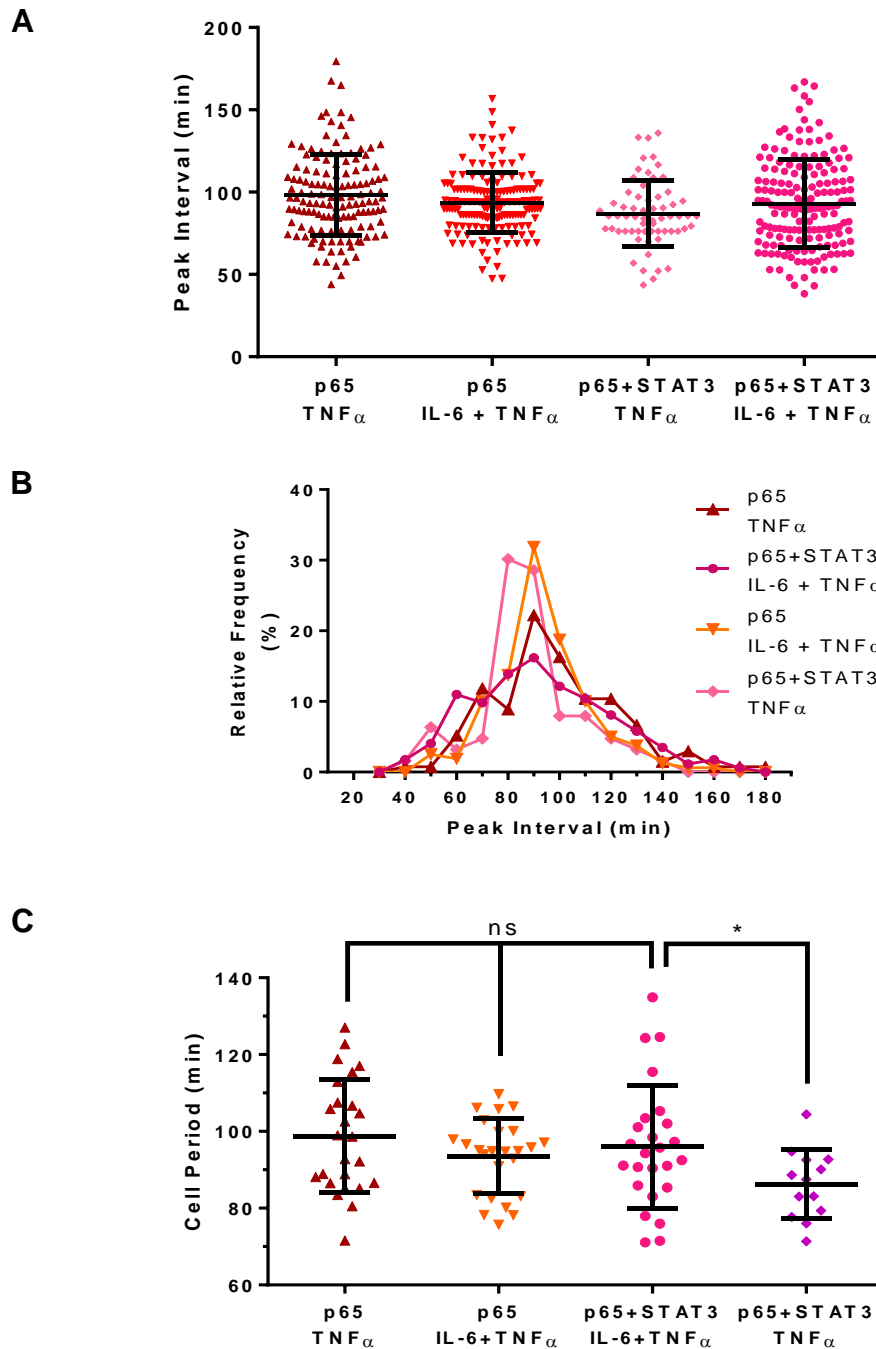 A
Peak Interval (min)
200
150
100
50
0
p65 p65 p65+STAT3 p65+STAT3
TNFα IL-6 + TNFα TNFα IL-6 + TNFα
B
Relative Frequency
(%)
40
30
20
10
0
20 40 60 80 100 120 140 160 180
Peak Interval (min)
p65
TNFα
p65+STAT3
IL-6 + TNFα
p65
IL-6 + TNFα
p65+STAT3
TNFα
C
ns *
Cell Period (min)
140
120
100
80
60
p65 p65 p65+STAT3 p65+STAT3
TNFα IL-6+TNFα IL-6+TNFα TNFα